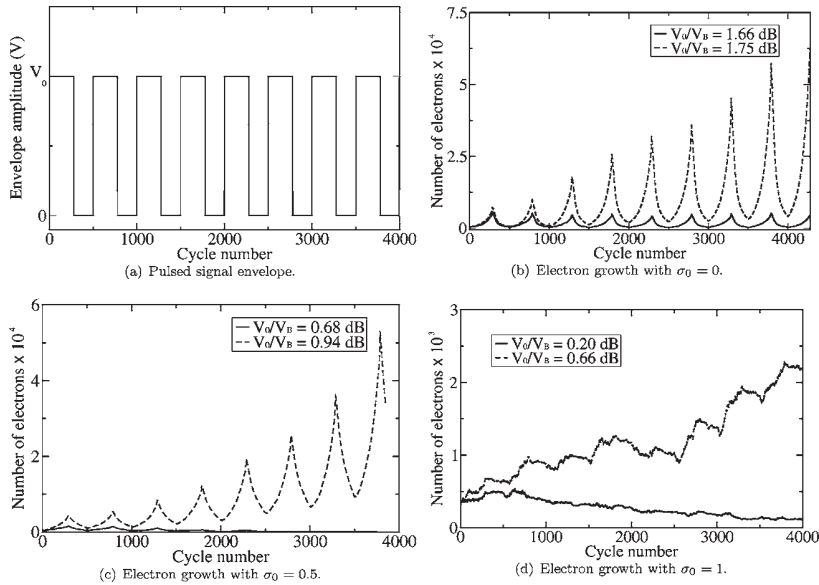 Envelope amplitude (V)
V₀
0
0
1000
2000
3000
4000
Cycle number
(a) Pulsed signal envelope.
Number of electrons x 10⁴
7.5
5
2.5
0
V₀/V_B = 1.66 dB
V₀/V_B = 1.75 dB
0
1000
2000
3000
4000
Cycle number
(b) Electron growth with σ₀ = 0.
Number of electrons x 10⁴
6
4
2
0
V₀/V_B = 0.68 dB
V₀/V_B = 0.94 dB
0
1000
2000
3000
4000
Cycle number
(c) Electron growth with σ₀ = 0.5.
Number of electrons x 10³
3
2
1
0
V₀/V_B = 0.20 dB
V₀/V_B = 0.66 dB
0
1000
2000
3000
4000
Cycle number
(d) Electron growth with σ₀ = 1.